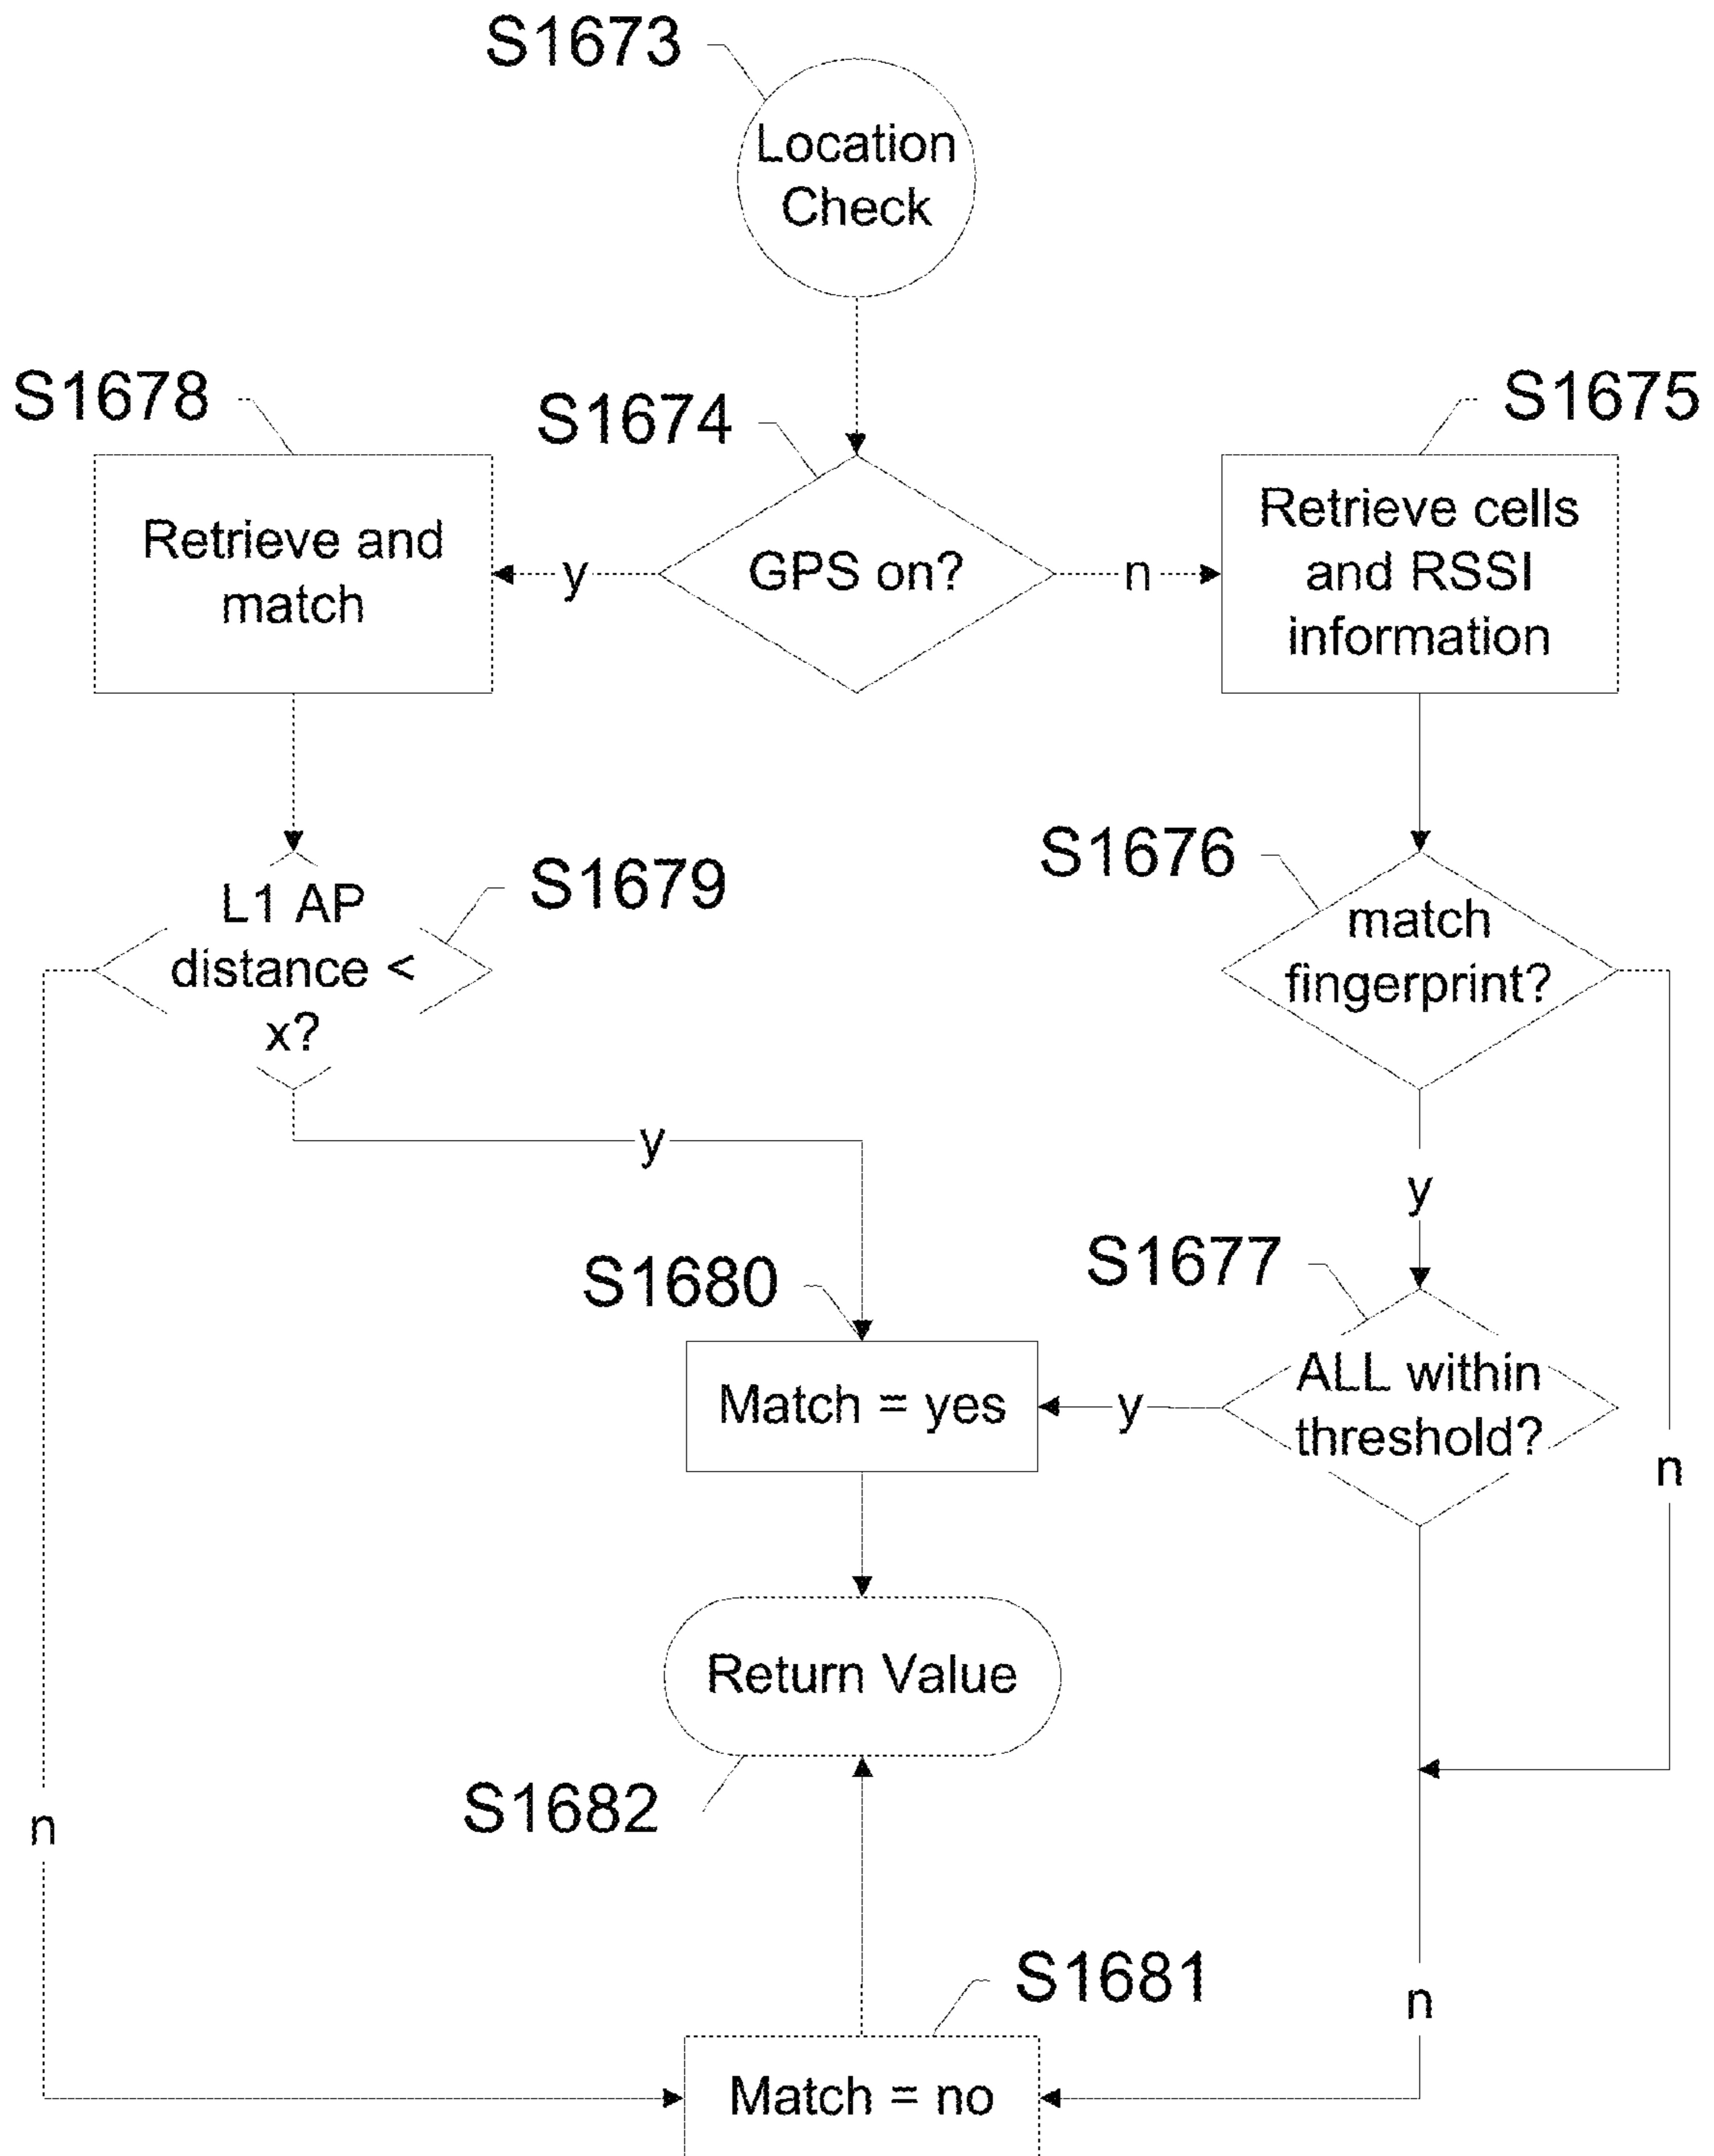 S1673
Location
Check
S1678
S1674
S1675
Retrieve and
match
y
GPS on?
n
Retrieve cells
and RSSI
information
L1 AP
distance <
x?
S1679
S1676
match
fingerprint?
y
y
n
S1680
S1677
Match = yes
y
ALL within
threshold?
Return Value
S1682
n
S1681
n
Match = no